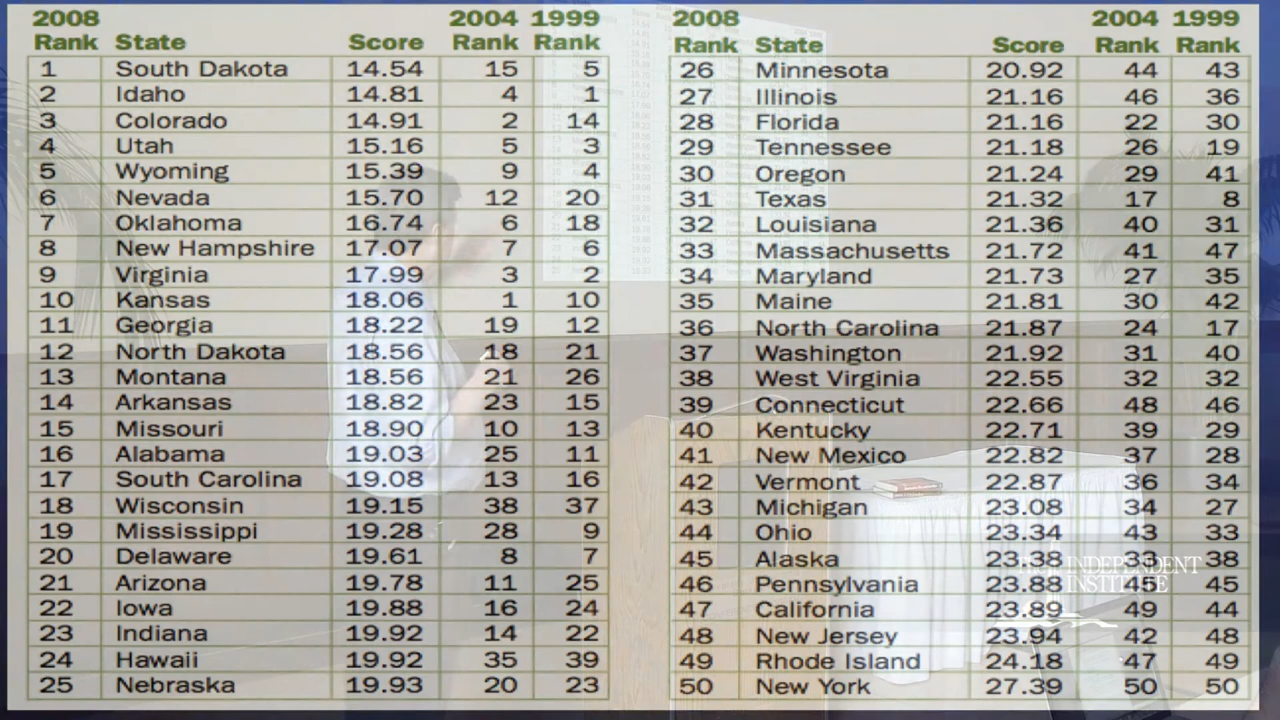 2008 2004 1999
Rank State Score Rank Rank
1 South Dakota 14.54 15 5
2 Idaho 14.81 4 1
3 Colorado 14.91 2 14
4 Utah 15.16 5 3
5 Wyoming 15.39 9 4
6 Nevada 15.70 12 20
7 Oklahoma 16.74 6 18
8 New Hampshire 17.07 7 6
9 Virginia 17.99 3 2
10 Kansas 18.06 1 10
11 Georgia 18.22 19 12
12 North Dakota 18.56 18 21
13 Montana 18.56 21 26
14 Arkansas 18.82 23 15
15 Missouri 18.90 10 13
16 Alabama 19.03 25 11
17 South Carolina 19.08 13 16
18 Wisconsin 19.15 38 37
19 Mississippi 19.28 28 9
20 Delaware 19.61 8 7
21 Arizona 19.78 11 25
22 Iowa 19.88 16 24
23 Indiana 19.92 14 22
24 Hawaii 19.92 35 39
25 Nebraska 19.93 20 23
2008 2004 1999
Rank State Score Rank Rank
26 Minnesota 20.92 44 43
27 Illinois 21.16 46 36
28 Florida 21.16 22 30
29 Tennessee 21.18 26 19
30 Oregon 21.24 29 41
31 Texas 21.32 17 8
32 Louisiana 21.36 40 31
33 Massachusetts 21.72 41 47
34 Maryland 21.73 27 35
35 Maine 21.81 30 42
36 North Carolina 21.87 24 17
37 Washington 21.92 31 40
38 West Virginia 22.55 32 32
39 Connecticut 22.66 48 46
40 Kentucky 22.71 39 29
41 New Mexico 22.82 37 28
42 Vermont 22.87 36 34
43 Michigan 23.08 34 27
44 Ohio 23.34 43 33
45 Alaska 23.38 33 38
46 Pennsylvania 23.88 45 45
47 California 23.89 49 44
48 New Jersey 23.94 42 48
49 Rhode Island 24.18 47 49
50 New York 27.39 50 50
INDEPENDENT
INSTITUTE